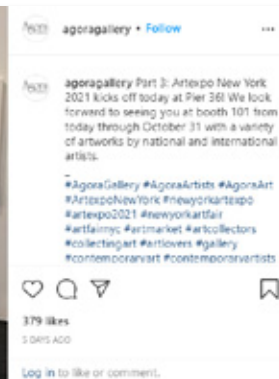 agoragallery • Follow
agoragallery Part 3: Artexpo New York
2021 kicks off today at Pier 36! We look
forward to seeing you at booth 101 from
today through October 31 with a variety
of artworks by national and international
artists.
-
#AgoraGallery #AgoraArtists #AgoraArt
#ArtexpoNewYork #newyorkartexpo
#artexpo2021 #newyorkartfair
#artfairnyc #artmarket #artcollectors
#collectingart #artlovers #gallery
#contemporaryart #contemporaryartists
379 likes
5 DAYS AGO
Log in to like or comment.